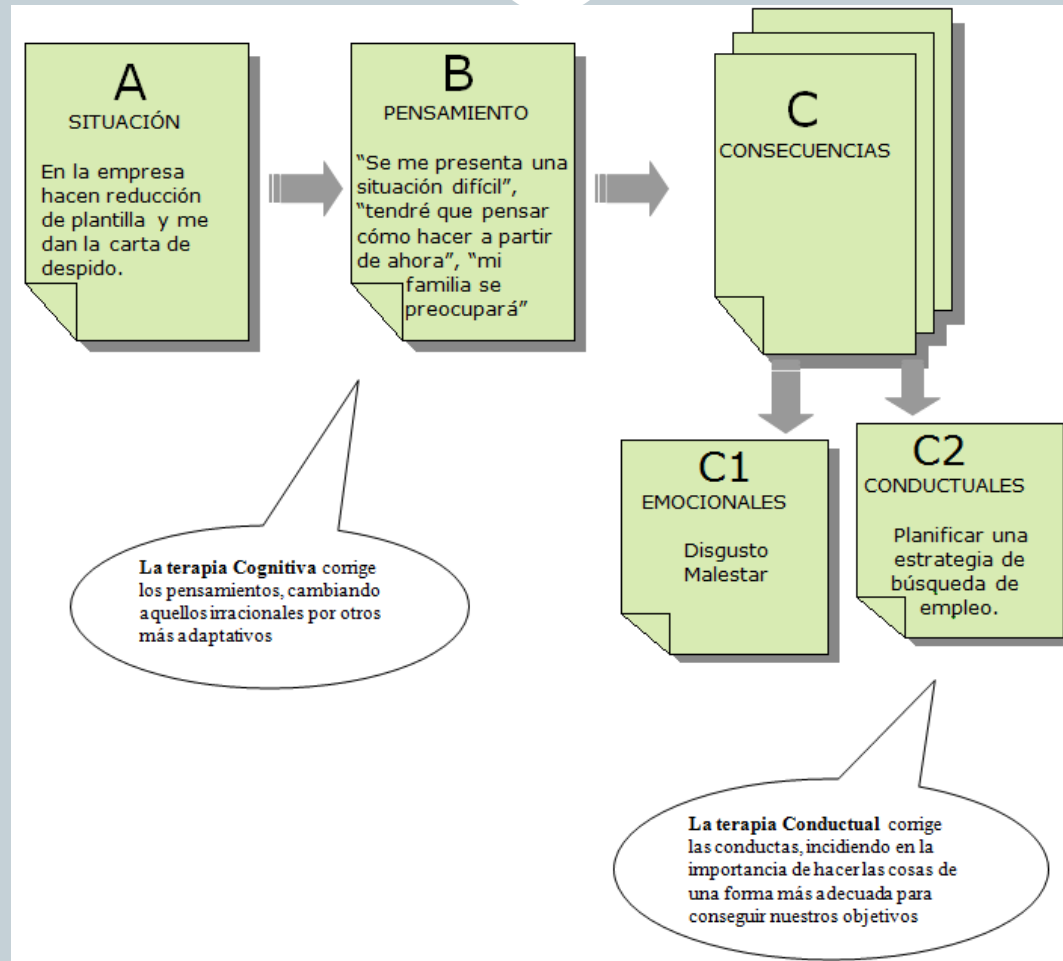 A
SITUACIÓN
En la empresa
hacen reducción
de plantilla y me
dan la carta de
despido.
B
PENSAMIENTO
“Se me presenta una
situación difícil”,
“tendré que pensar
cómo hacer a partir
de ahora”, “mi
familia se
preocupará”
C
CONSECUENCIAS
C1
EMOCIONALES
Disgusto
Malestar
C2
CONDUCTUALES
Planificar una
estrategia de
búsqueda de
empleo.
La terapia Cognitiva corrige
los pensamientos, cambiando
aquellos irracionales por otros
más adaptativos
La terapia Conductual corrige
las conductas, incidiendo en la
importancia de hacer las cosas de
una forma más adecuada para
conseguir nuestros objetivos